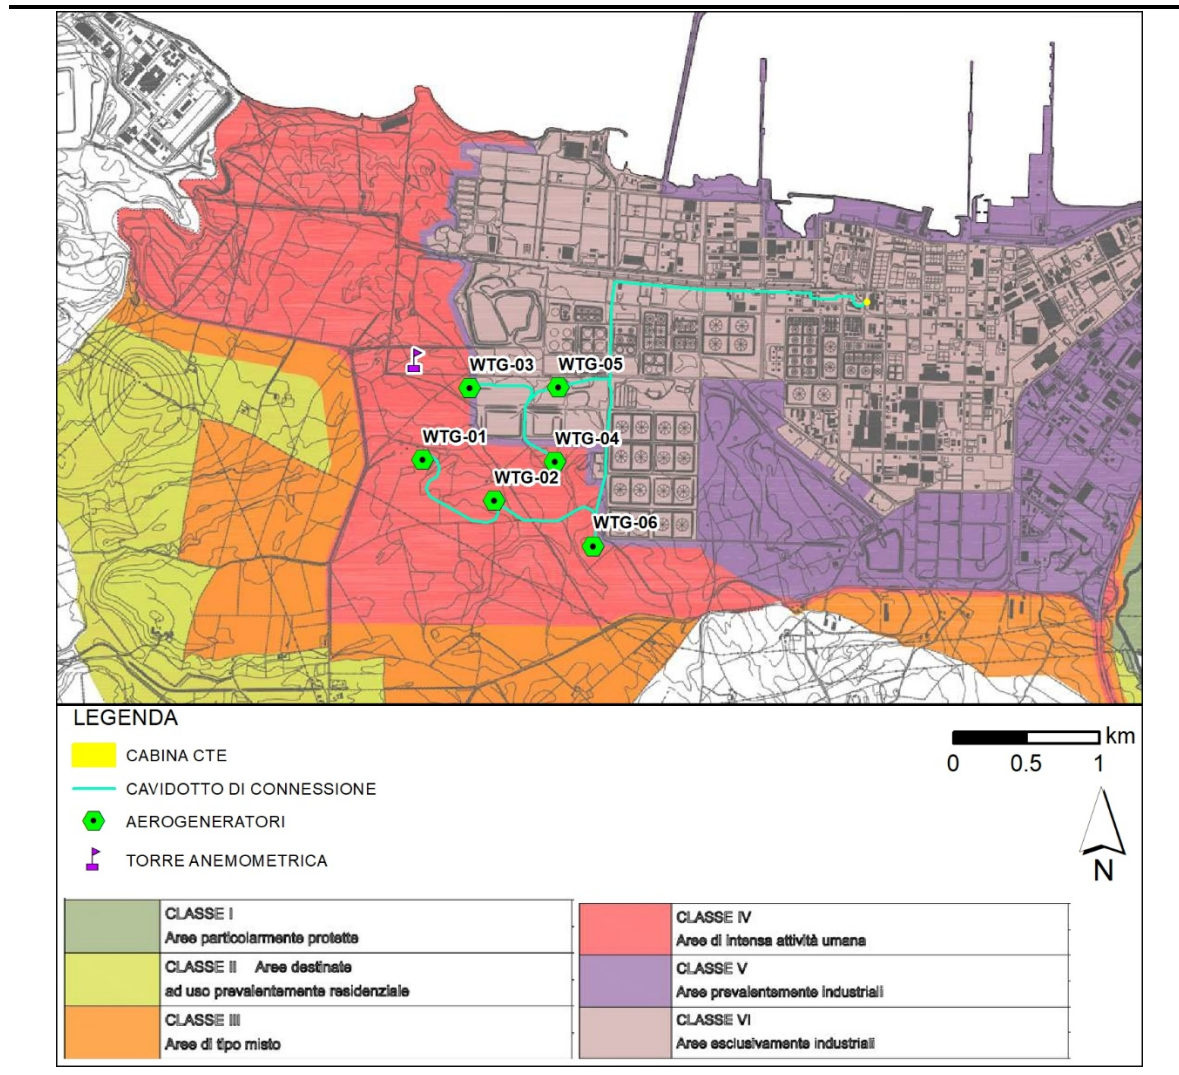 WTG-03
WTG-05
WTG-01
WTG-04
WTG-02
WTG-06
LEGENDA
CABINA CTE
CAVIDOTTO DI CONNESSIONE
AEROGENERATORI
TORRE ANEMOMETRICA
km
0 0.5 1
N
CLASSE I
Aree particolarmente protette
CLASSE II Aree destinate
ad uso prevalentemente residenziale
CLASSE III
Aree di tipo misto
CLASSE IV
Aree di intensa attività umana
CLASSE V
Aree prevalentemente industriali
CLASSE VI
Aree esclusivamente industriali